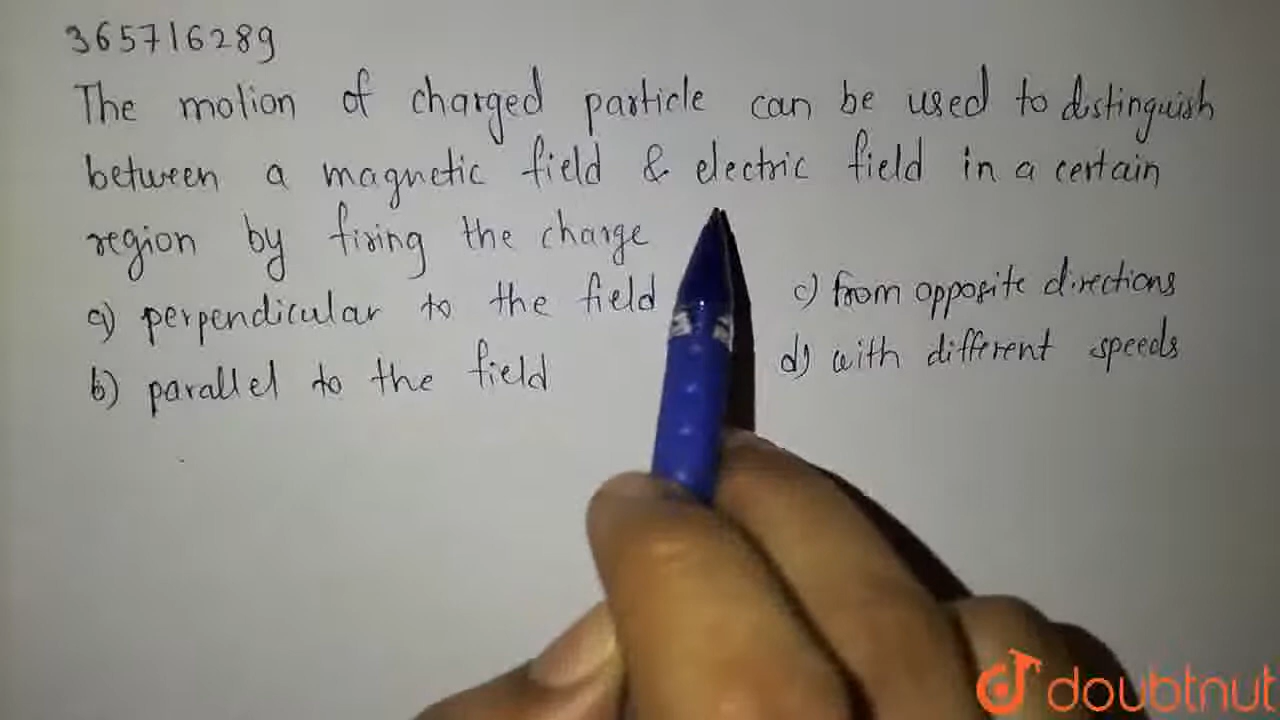 365716289
The motion of charged particle can be used to distinguish
between a magnetic field & electric field in a certain
region by firing the charge
a) perpendicular to the field
b) parallel to the field
c) from opposite directions
d) with different speeds
doubtnut